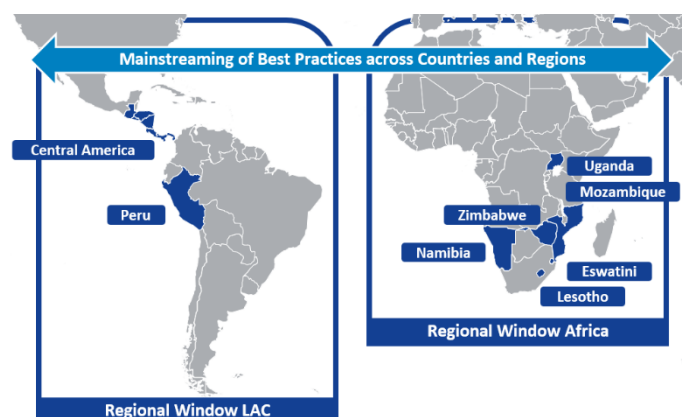 Mainstreaming of Best Practices across Countries and Regions
Central America
Peru
Regional Window LAC
Uganda
Mozambique
Zimbabwe
Namibia
Eswatini
Lesotho
Regional Window Africa